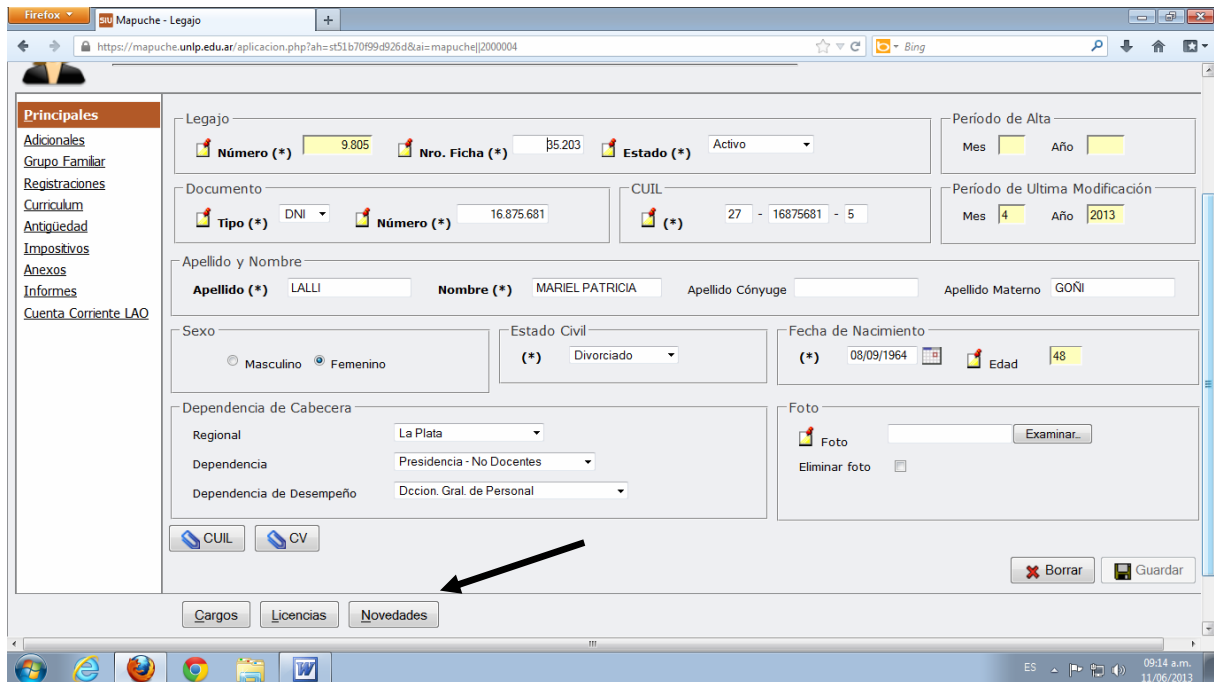 Firefox
SIU Mapuche - Legajo
https://mapuche.unlp.edu.ar/aplicacion.php?ah=st51b70f99d926d&ai=mapuche||2000004
Bing
Principales
Adicionales
Grupo Familiar
Registraciones
Curriculum
Antigüedad
Impositivos
Anexos
Informes
Cuenta Corriente LAO
Legajo
Número (*) 9.805 Nro. Ficha (*) 35.203 Estado (*) Activo
Período de Alta
Mes Año
Documento
Tipo (*) DNI Número (*) 16.875.681
CUIL
(*) 27 - 16875681 - 5
Período de Ultima Modificación
Mes 4 Año 2013
Apellido y Nombre
Apellido (*) LALLI Nombre (*) MARIEL PATRICIA Apellido Cónyuge Apellido Materno GOÑI
Sexo
Masculino Femenino
Estado Civil
(*) Divorciado
Fecha de Nacimiento
(*) 08/09/1964 Edad 48
Dependencia de Cabecera
Regional La Plata
Dependencia Presidencia - No Docentes
Dependencia de Desempeño Dccion. Gral. de Personal
Foto
Foto Examinar...
Eliminar foto
CUIL CV
Borrar Guardar
Cargos Licencias Novedades
ES 09:14 a.m.
11/06/2013